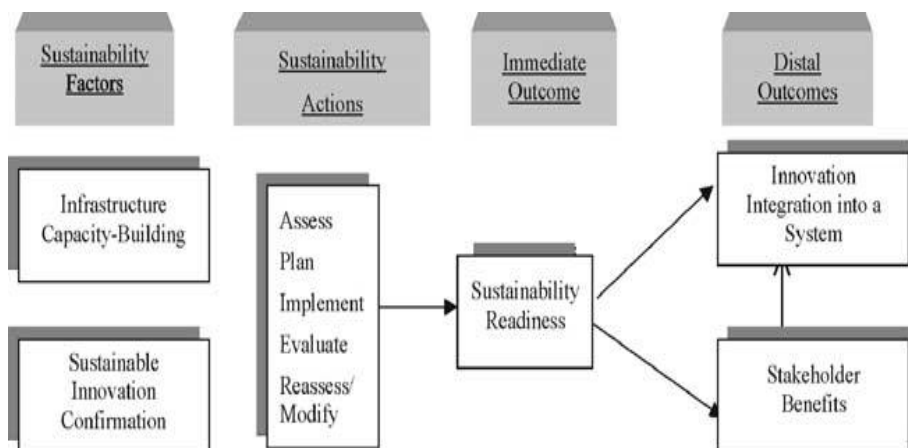 Sustainability
Factors
Sustainability
Actions
Immediate
Outcome
Distal
Outcomes
Infrastructure
Capacity-Building
Sustainable
Innovation
Confirmation
Assess
Plan
Implement
Evaluate
Reassess/
Modify
Sustainability
Readiness
Innovation
Integration into a
System
Stakeholder
Benefits